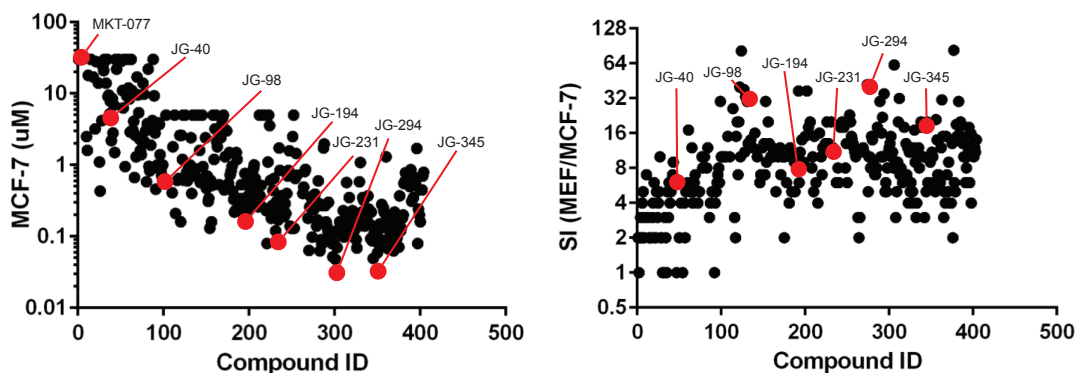 100
10
1
0.1
0.01
MCF-7 (uM)
MKT-077
JG-40
JG-98
JG-194
JG-231
JG-294
JG-345
0
100
200
300
400
500
Compound ID
128
64
32
16
8
4
2
1
0.5
SI (MEF/MCF-7)
JG-40
JG-98
JG-194
JG-294
JG-231
JG-345
0
100
200
300
400
500
Compound ID